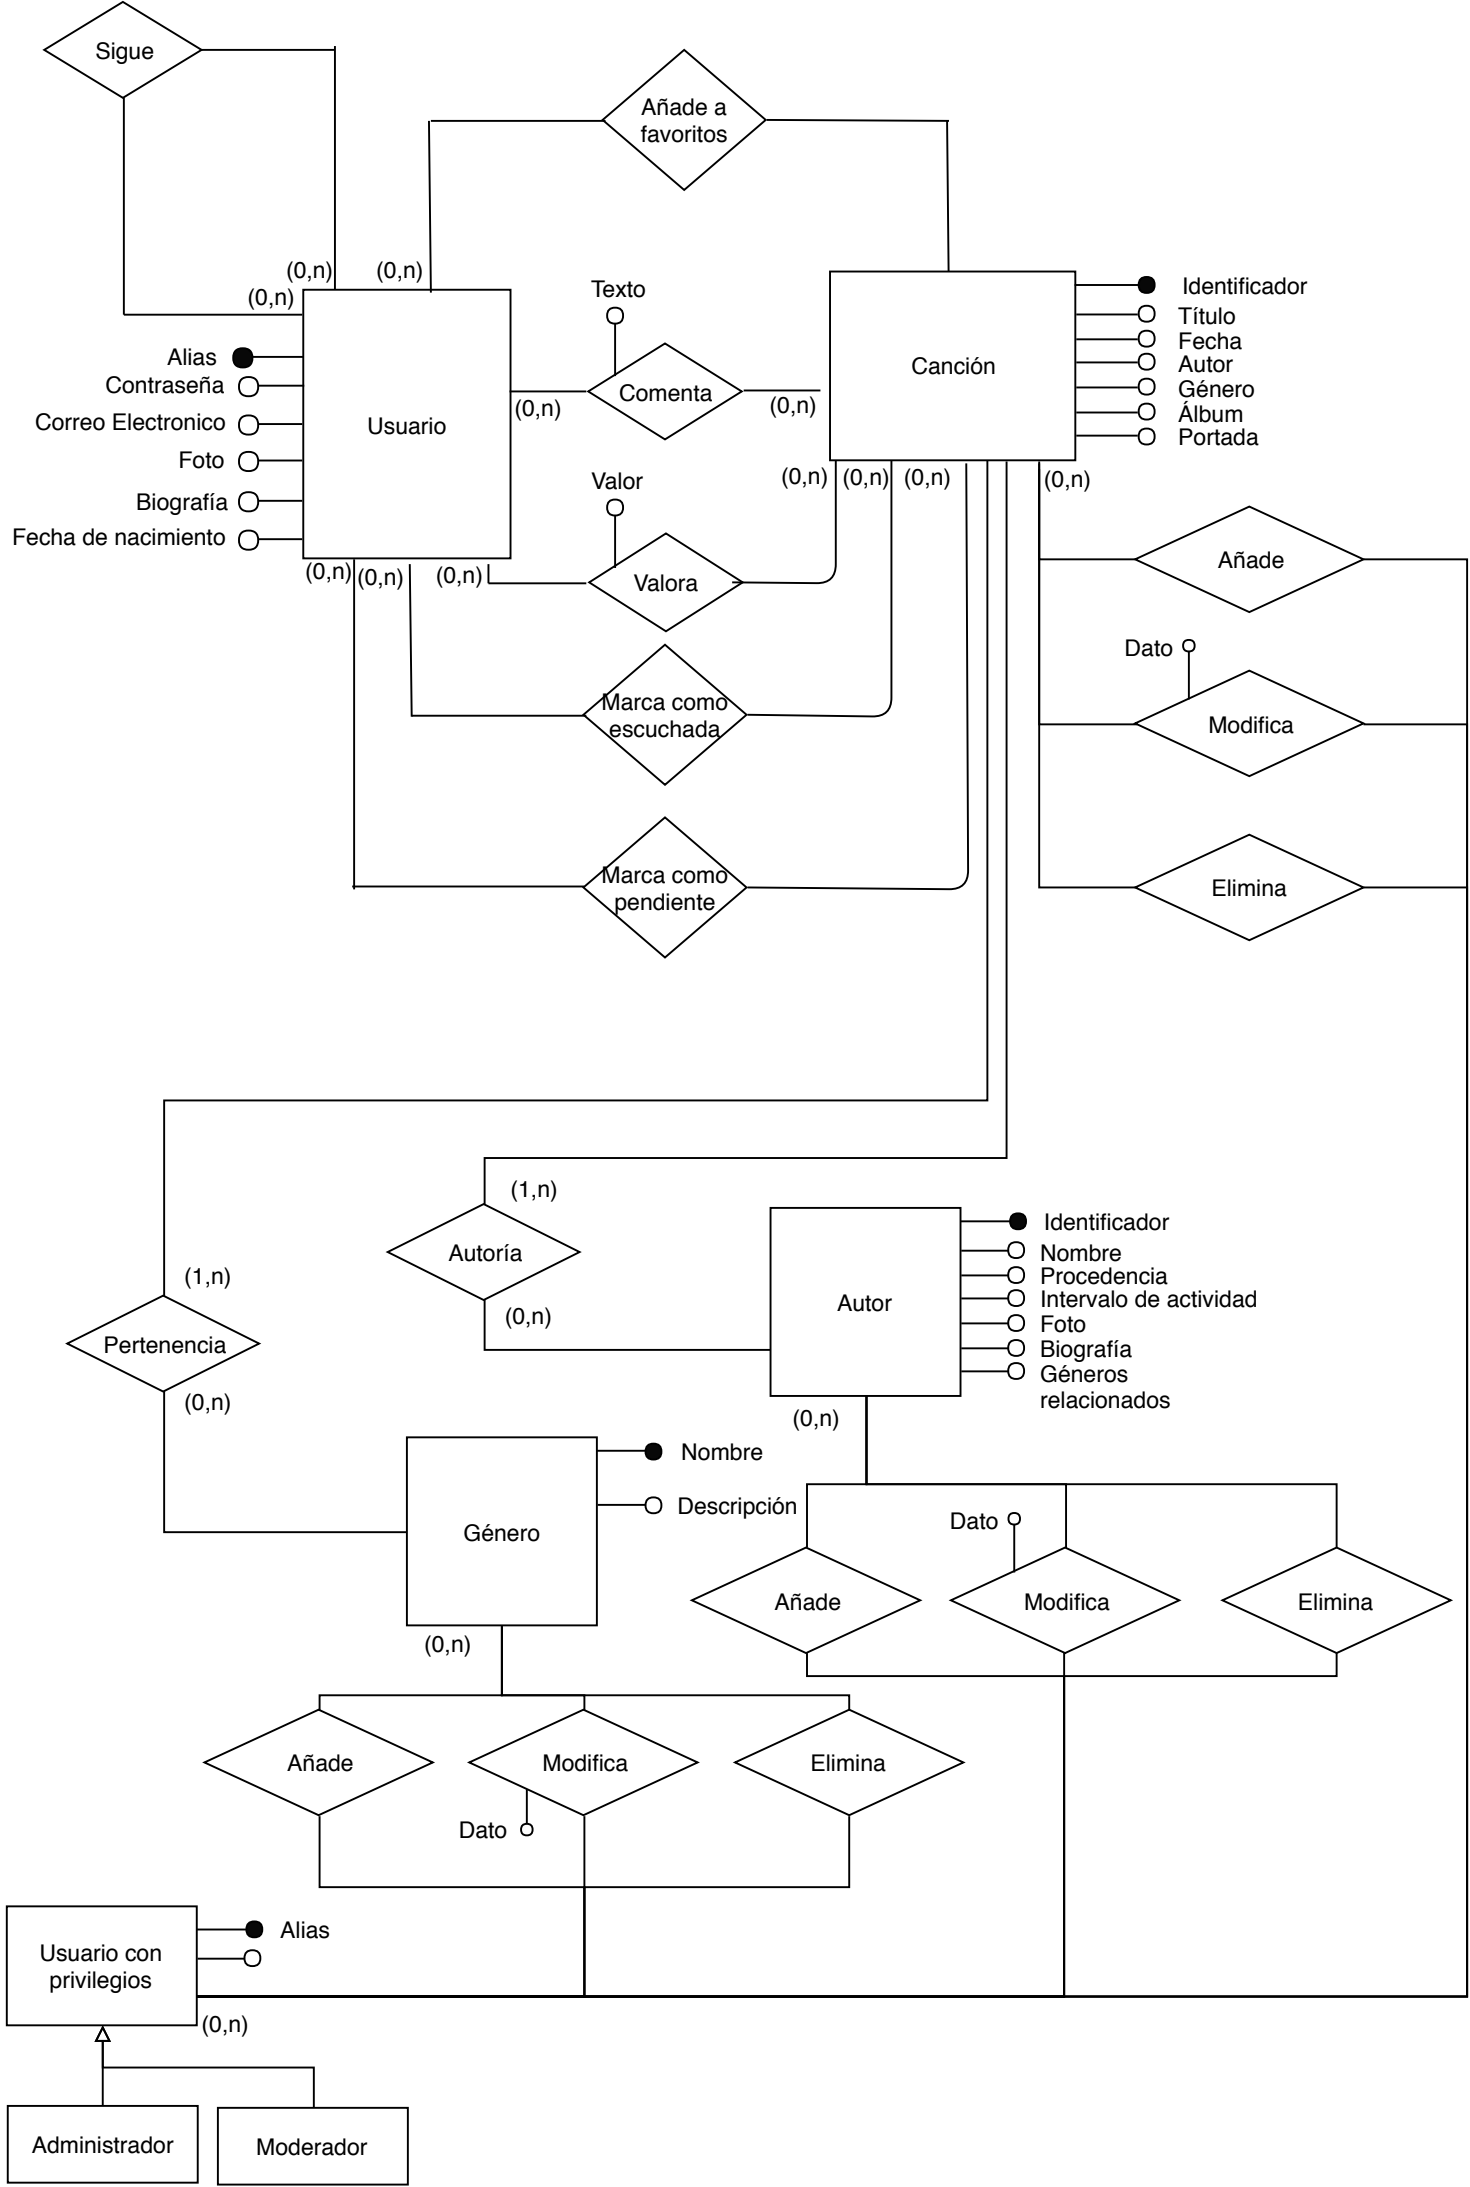 Sigue
Añade a
favoritos
(0,n)
(0,n)
(0,n)
Texto
Identificador
Título
Fecha
Autor
Género
Álbum
Portada
Canción
Alias
Contraseña
Correo Electronico
Foto
Biografía
Fecha de nacimiento
Usuario
(0,n)
Comenta
(0,n)
Valor
(0,n)
(0,n)
(0,n)
(0,n)
(0,n)
(0,n)
(0,n)
Valora
Añade
Dato
Modifica
Marca como
escuchada
Marca como
pendiente
Elimina
(1,n)
Autoría
(0,n)
(1,n)
Pertenencia
(0,n)
Autor
Identificador
Nombre
Procedencia
Intervalo de actividad
Foto
Biografía
Géneros
relacionados
(0,n)
Género
Nombre
Descripción
Dato
Añade
Modifica
Elimina
(0,n)
Añade
Modifica
Elimina
Dato
Usuario con
privilegios
Alias
(0,n)
Administrador
Moderador